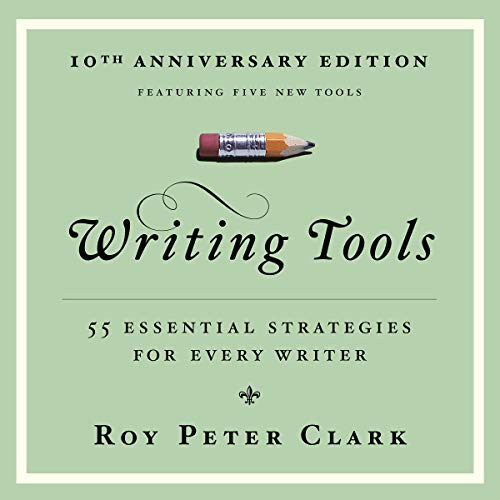 10TH ANNIVERSARY EDITION
FEATURING FIVE NEW TOOLS
Writing Tools
55 ESSENTIAL STRATEGIES
FOR EVERY WRITER
ROY PETER CLARK